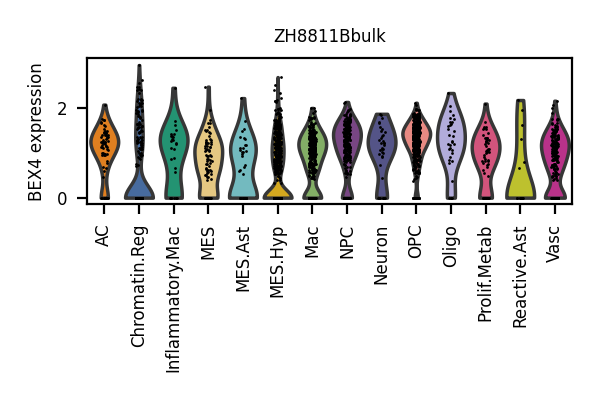 ZH8811Bbulk
BEX4 expression
2
0
AC
Chromatin.Reg
Inflammatory.Mac
MES
MES.Ast
MES.Hyp
Mac
NPC
Neuron
OPC
Oligo
Prolif.Metab
Reactive.Ast
Vasc